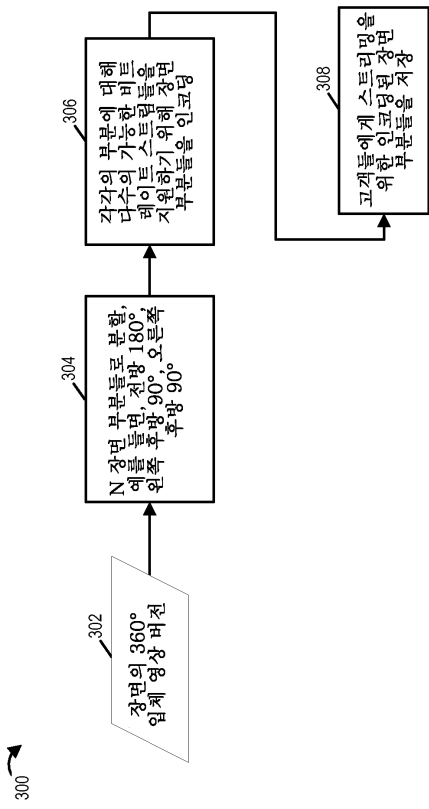 300
302
장면의 360°
입체 영상 버전
304
N 장면 부분들로 분할,
예를 들면, 전방 180°,
왼쪽 후방 90°, 오른쪽
후방 90°
306
각각의 부분에 대해
다수의 가능한 비트
레이트 스트림들을
지원하기 위해 장면
부분들을 인코딩
308
고객들에게 스트리밍을
위한 인코딩된 장면
부분들을 저장